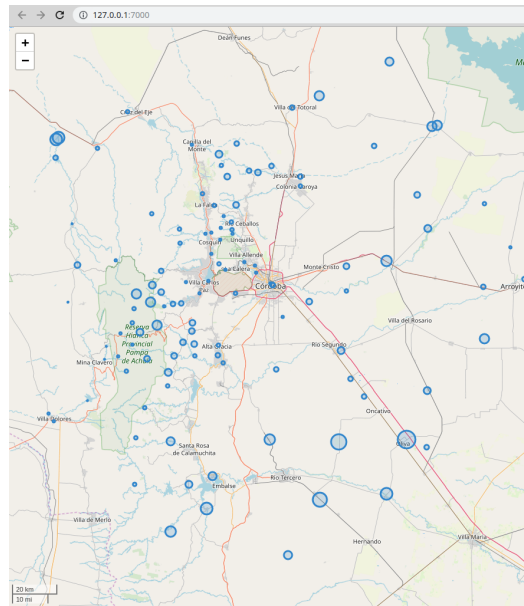 127.0.0.1:7000
+
−
Deán Funes
Cruz del Eje
Villa del Totoral
Capilla del
Monte
Jesús María
Colonia Caroya
La Falda
Río Ceballos
Cosquín
Unquillo
Villa Allende
La Calera
Monte Cristo
Villa Carlos
Paz
Córdoba
Arroyito
Villa del Rosario
Reserva
Hídrica
Provincial
Pampa
de Achala
Mina Clavero
Alta Gracia
Río Segundo
Villa Dolores
Oncativo
Santa Rosa
de Calamuchita
Oliva
Embalse
Río Tercero
Villa de Merlo
Hernando
Villa María
20 km
10 mi